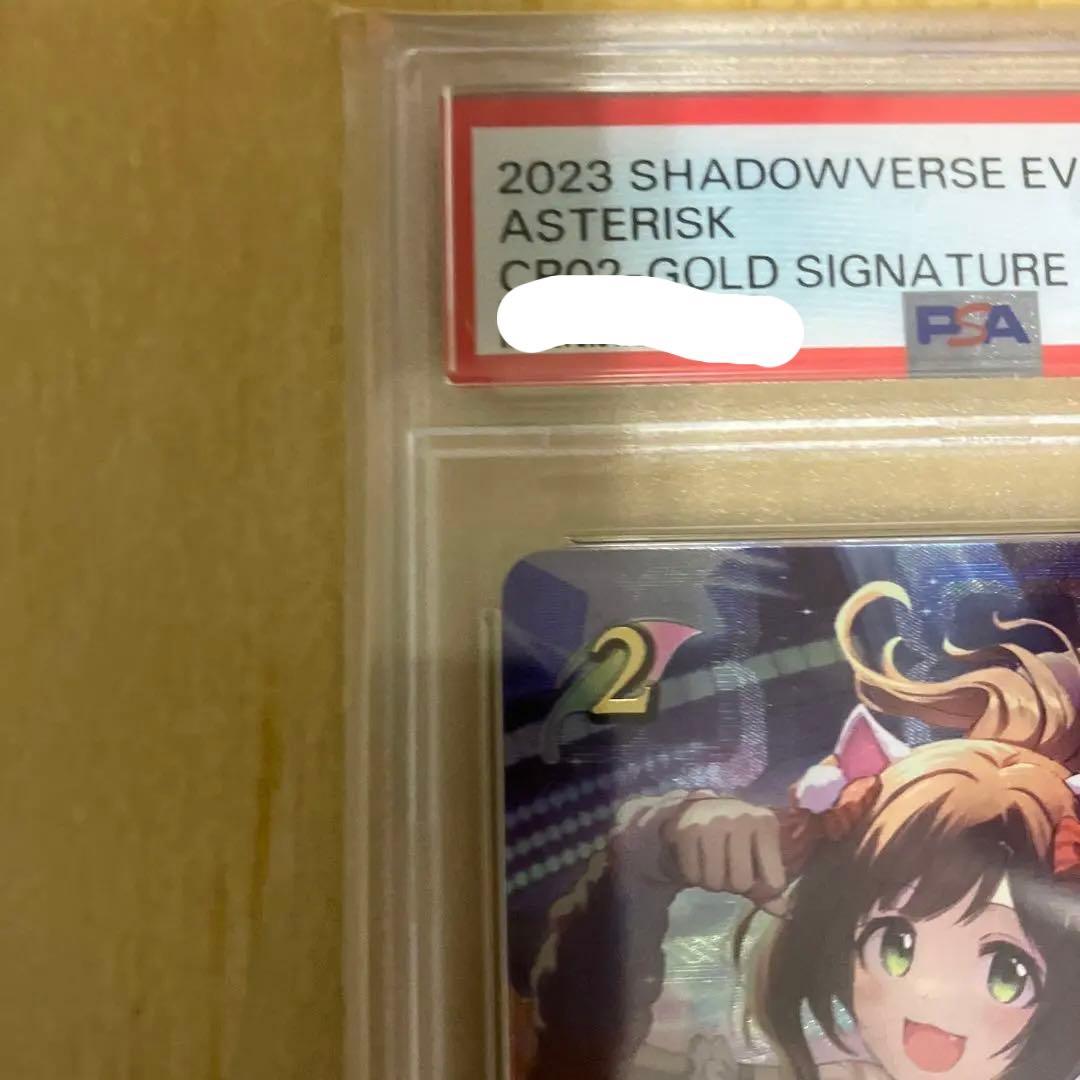 2023 SHADOWVERSE EV
ASTERISK
CP02-GOLD SIGNATURE
PSA
2